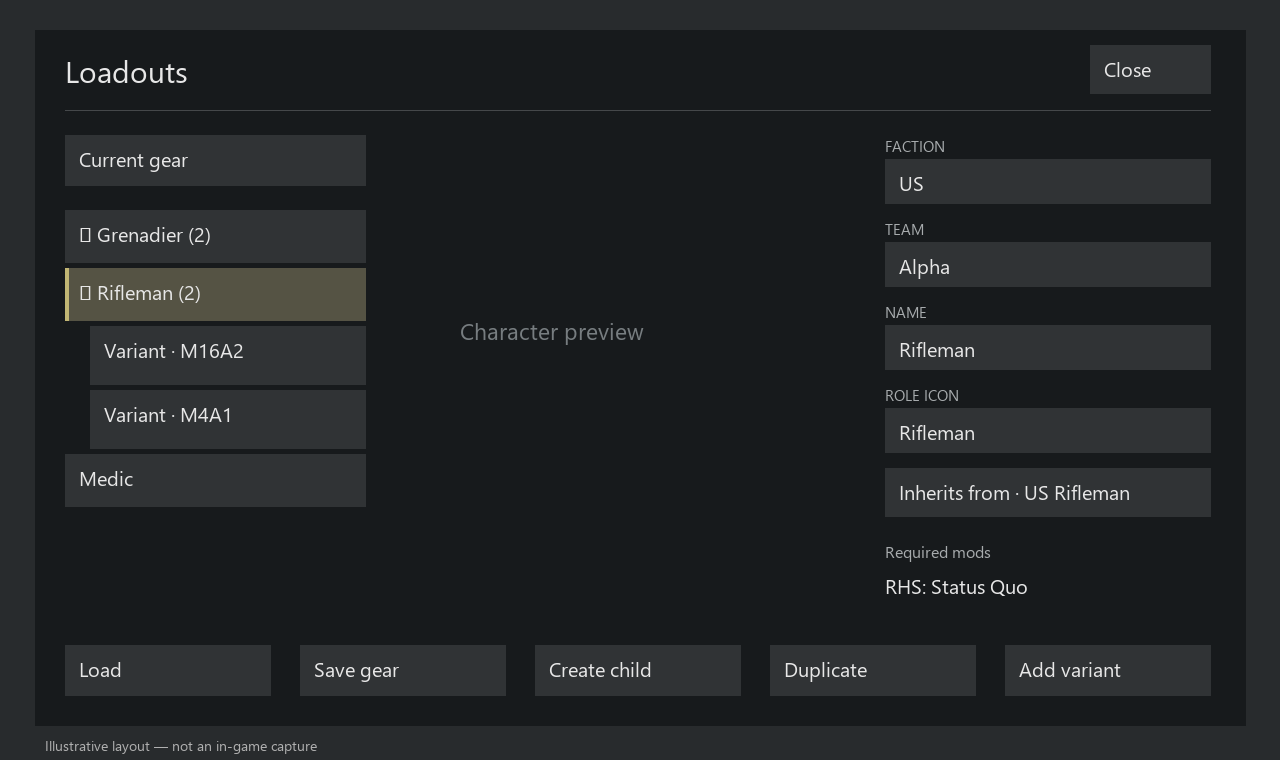 Loadouts
Close
Current gear
▯ Grenadier (2)
▯ Rifleman (2)
Variant · M16A2
Variant · M4A1
Medic
Character preview
FACTION
US
TEAM
Alpha
NAME
Rifleman
ROLE ICON
Rifleman
Inherits from · US Rifleman
Required mods
RHS: Status Quo
Load
Save gear
Create child
Duplicate
Add variant
Illustrative layout — not an in-game capture